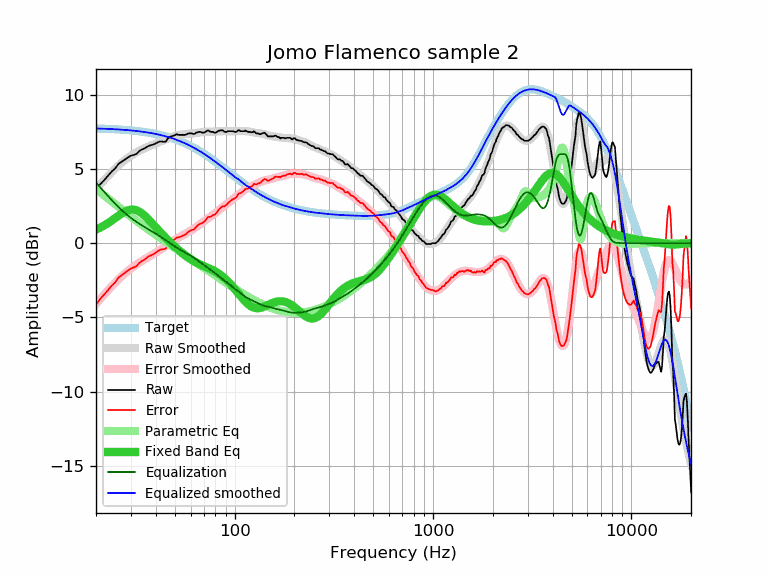 Jomo Flamenco sample 2
Amplitude (dBr)
10
5
0
−5
−10
−15
Target
Raw Smoothed
Error Smoothed
Raw
Error
Parametric Eq
Fixed Band Eq
Equalization
Equalized smoothed
100
1000
10000
Frequency (Hz)